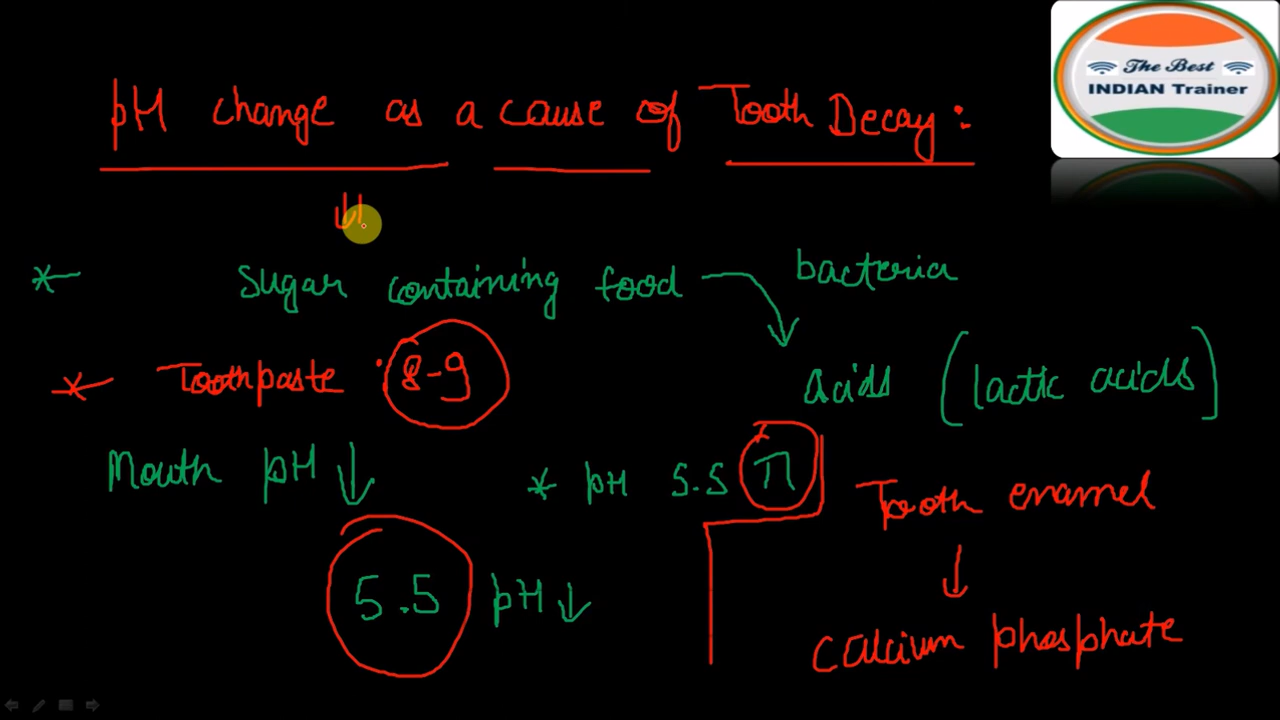 The Best
INDIAN Trainer
pH change as a cause of Tooth Decay:
* Sugar containing food bacteria
* Toothpaste : 8-9
acids (lactic acids)
Mouth pH ↓
* pH 5.5 π
Tooth enamel
↓
5.5 pH ↓
calcium phosphate